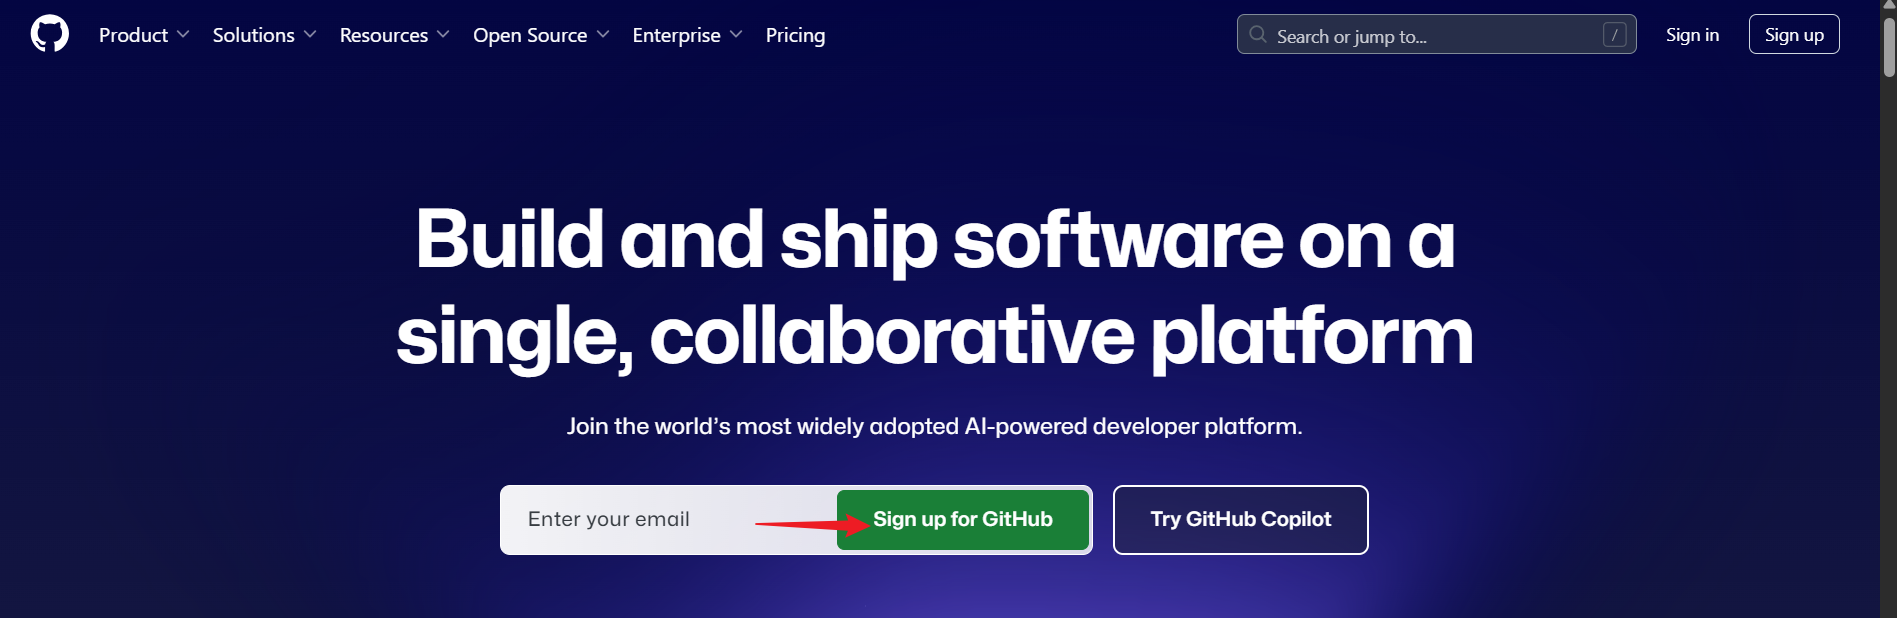 Product Solutions Resources Open Source Enterprise Pricing Search or jump to... / Sign in Sign up
Build and ship software on a
single, collaborative platform
Join the world’s most widely adopted AI-powered developer platform.
Enter your email Sign up for GitHub Try GitHub Copilot